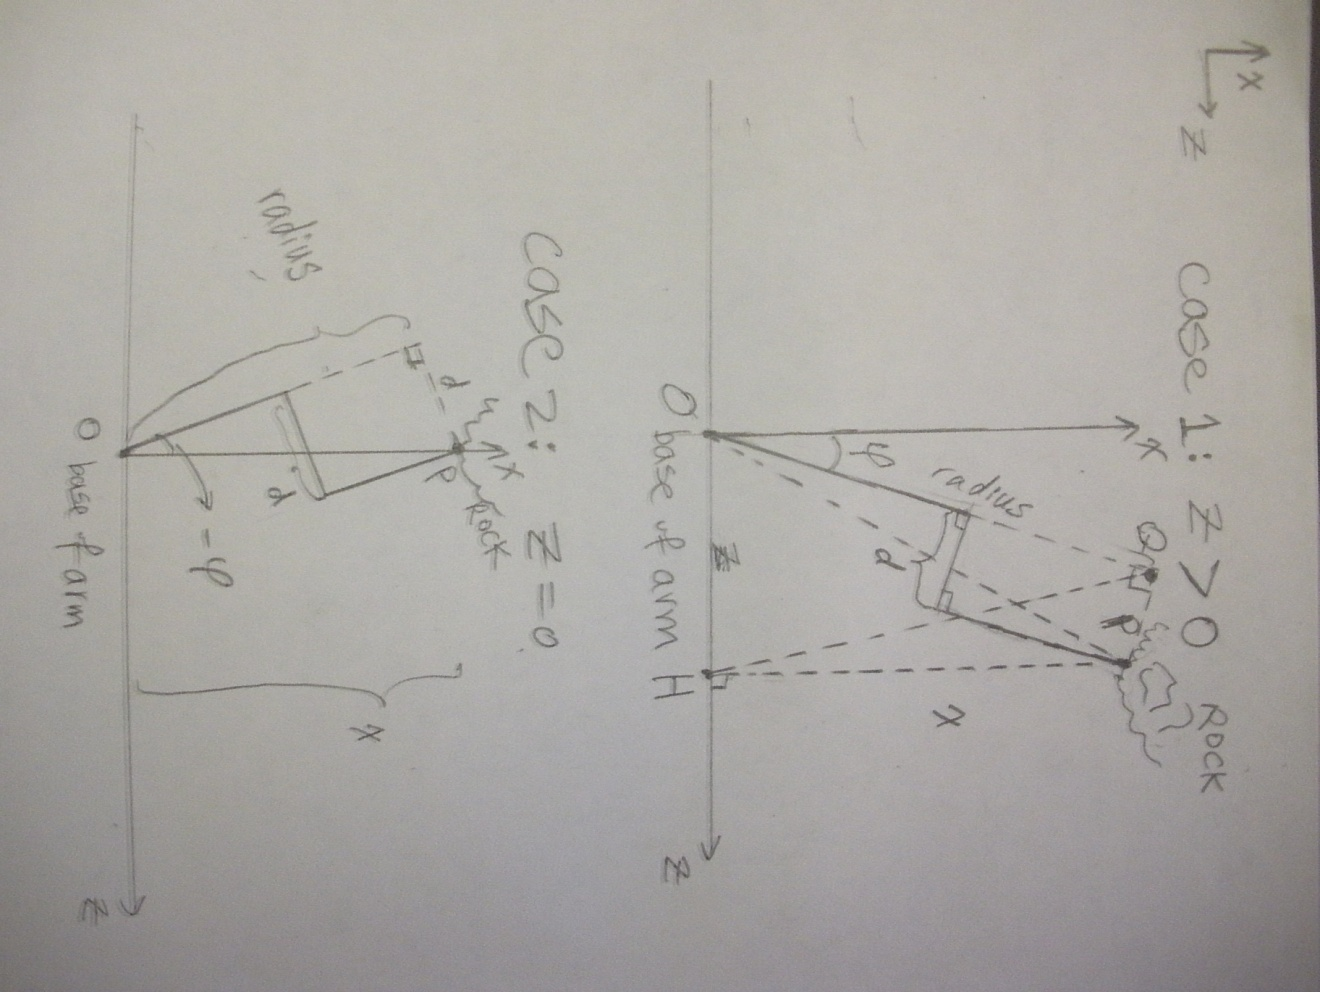 x
z
Case 1: z > 0
Rock
x
Q
P
φ
radius
d
x
O
base of arm
z
H
z
Case 2: z = 0
radius
d
x
P
Rock
d
-φ
x
O
base of arm
z